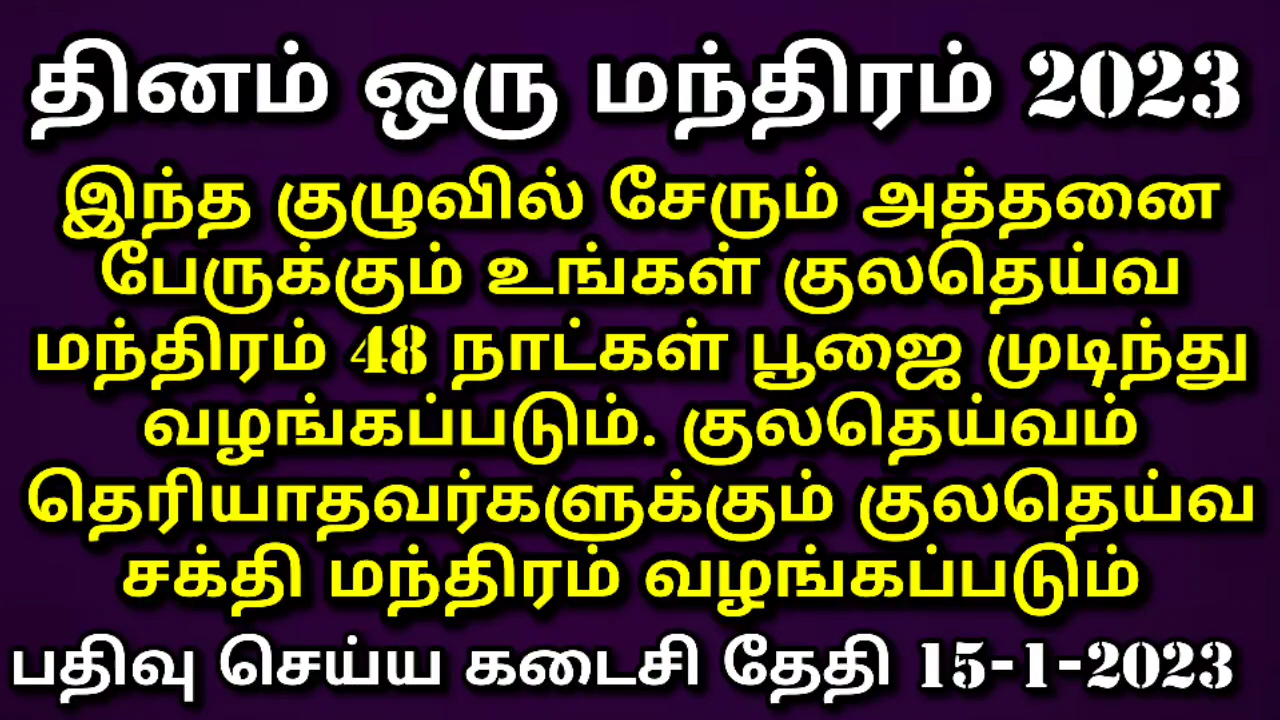 தினம் ஒரு மந்திரம் 2023
இந்த குழுவில் சேரும் அத்தனை
பேருக்கும் உங்கள் குலதெய்வ
மந்திரம் 48 நாட்கள் பூஜை முடிந்து
வழங்கப்படும். குலதெய்வம்
தெரியாதவர்களுக்கும் குலதெய்வ
சக்தி மந்திரம் வழங்கப்படும்
பதிவு செய்ய கடைசி தேதி 15-1-2023